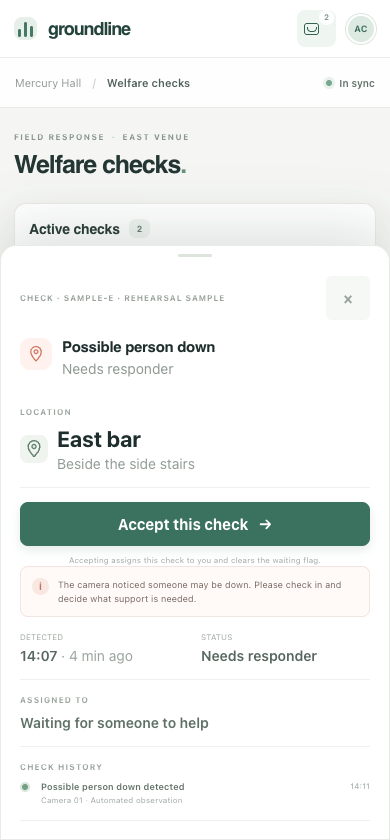 groundline
2
AC
Mercury Hall / Welfare checks
In sync
FIELD RESPONSE · EAST VENUE
Welfare checks.
Active checks 2
CHECK · SAMPLE-E · REHEARSAL SAMPLE
×
Possible person down
Needs responder
LOCATION
East bar
Beside the side stairs
Accept this check →
Accepting assigns this check to you and clears the waiting flag.
i
The camera noticed someone may be down. Please check in and
decide what support is needed.
DETECTED
14:07 · 4 min ago
STATUS
Needs responder
ASSIGNED TO
Waiting for someone to help
CHECK HISTORY
Possible person down detected
14:11
Camera 01 · Automated observation